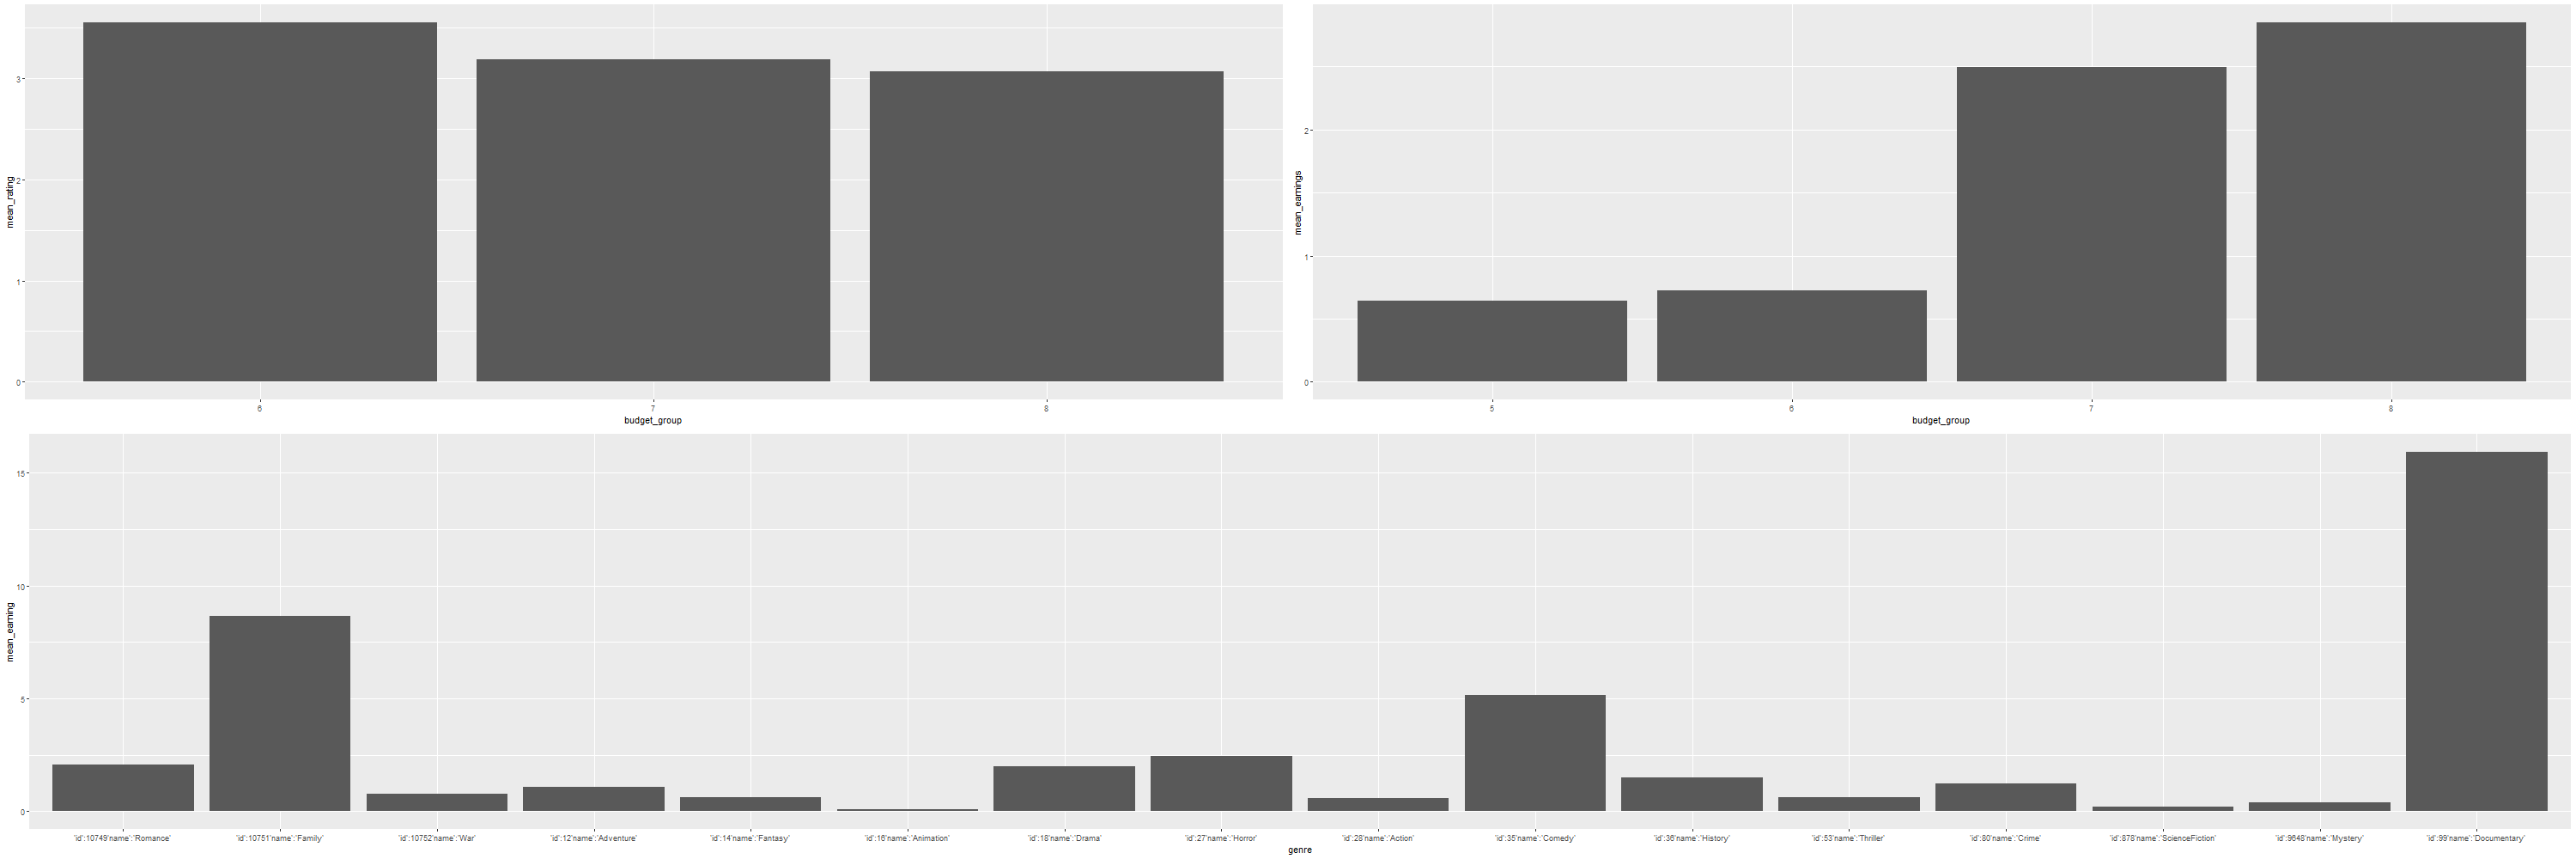 mean_rating
3
2
1
0
6
7
8
budget_group
mean_earnings
2
1
0
5
6
7
8
budget_group
mean_earning
15
10
5
0
'id':10749'name':'Romance'
'id':10751'name':'Family'
'id':10752'name':'War'
'id':12'name':'Adventure'
'id':14'name':'Fantasy'
'id':16'name':'Animation'
'id':18'name':'Drama'
'id':27'name':'Horror'
'id':28'name':'Action'
'id':35'name':'Comedy'
'id':36'name':'History'
'id':53'name':'Thriller'
'id':80'name':'Crime'
'id':878'name':'ScienceFiction'
'id':9648'name':'Mystery'
'id':99'name':'Documentary'
genre